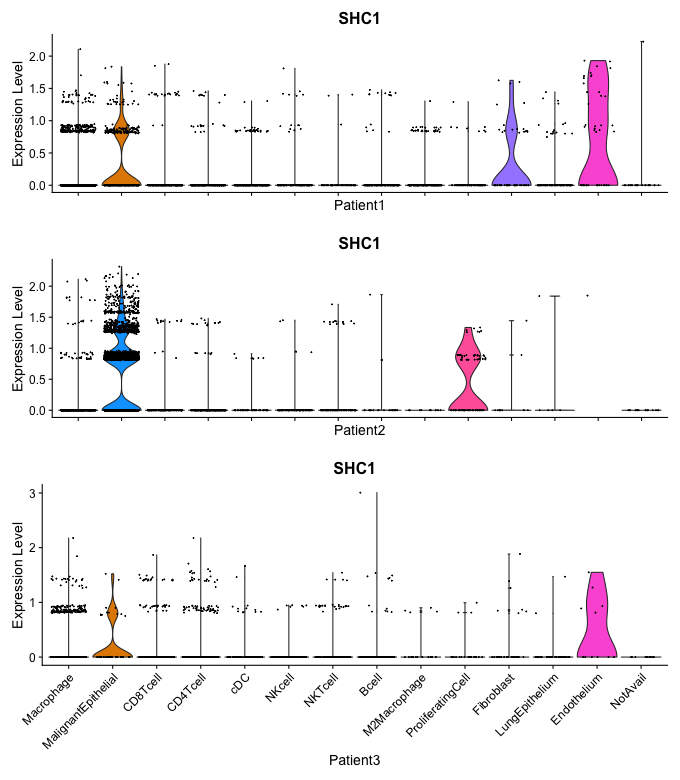 SHC1
Expression Level
2.0
1.5
1.0
0.5
0.0
Patient1
SHC1
Expression Level
2.0
1.5
1.0
0.5
0.0
Patient2
SHC1
Expression Level
3
2
1
0
Macrophage
MalignantEpithelial
CD8Tcell
CD4Tcell
cDC
NKcell
NKTcell
Bcell
M2Macrophage
ProliferatingCell
Fibroblast
LungEpithelium
Endothelium
NotAvail
Patient3